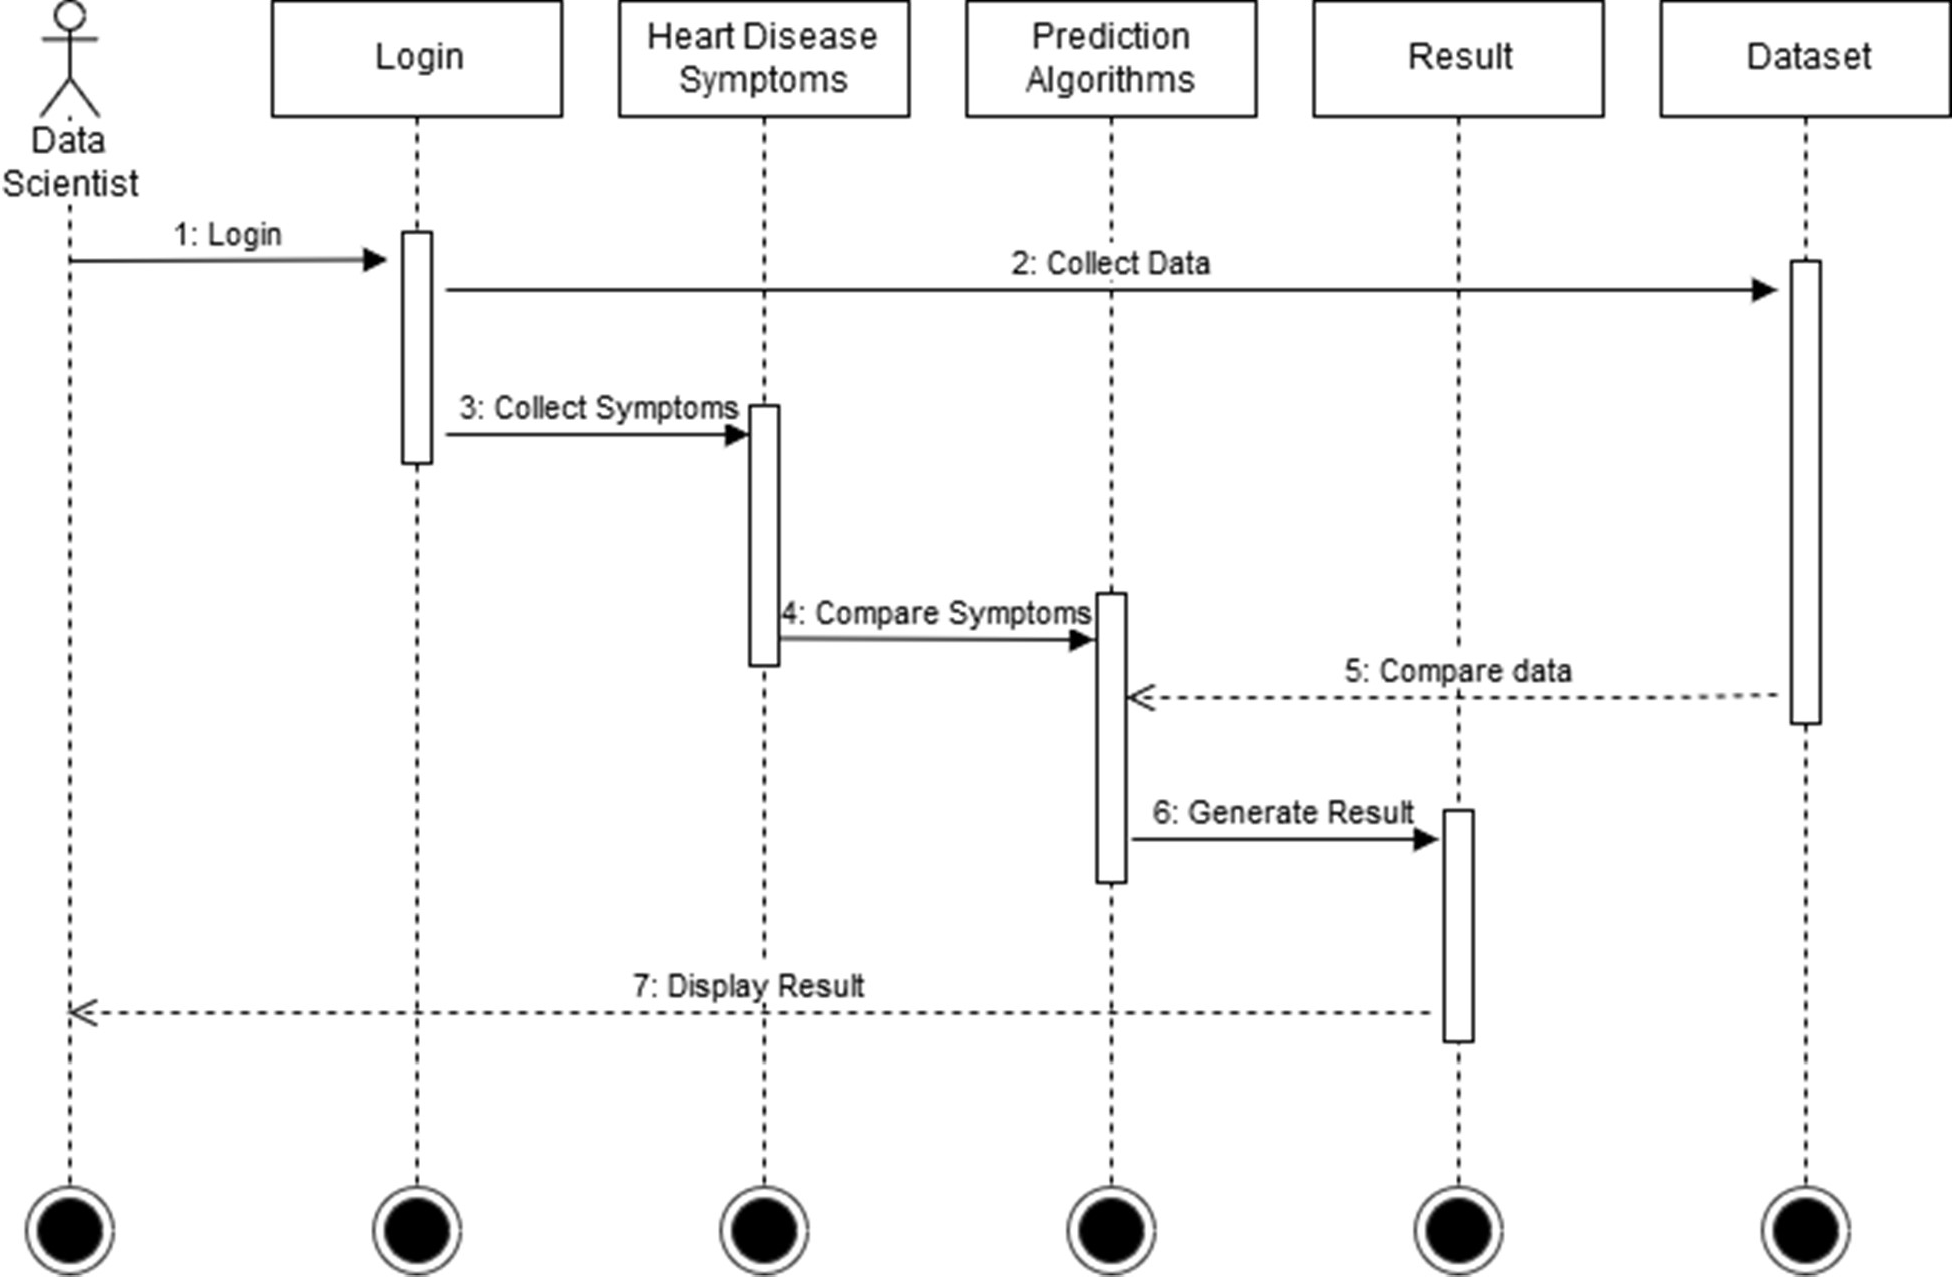 Data
Scientist
Login
Heart Disease
Symptoms
Prediction
Algorithms
Result
Dataset
1: Login
2: Collect Data
3: Collect Symptoms
4: Compare Symptoms
5: Compare data
6: Generate Result
7: Display Result